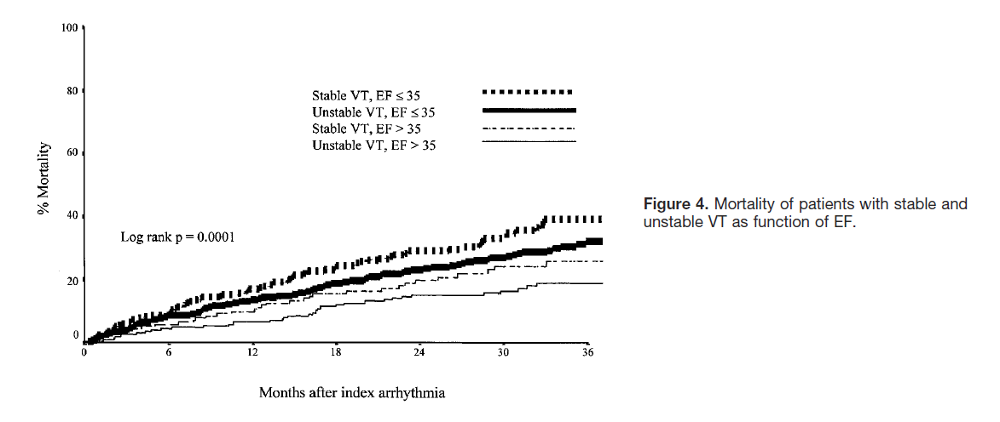 100
80
60
40
20
0
% Mortality
Stable VT, EF ≤ 35
Unstable VT, EF ≤ 35
Stable VT, EF > 35
Unstable VT, EF > 35
Log rank p = 0.0001
0 6 12 18 24 30 36
Months after index arrhythmia
Figure 4. Mortality of patients with stable and
unstable VT as function of EF.